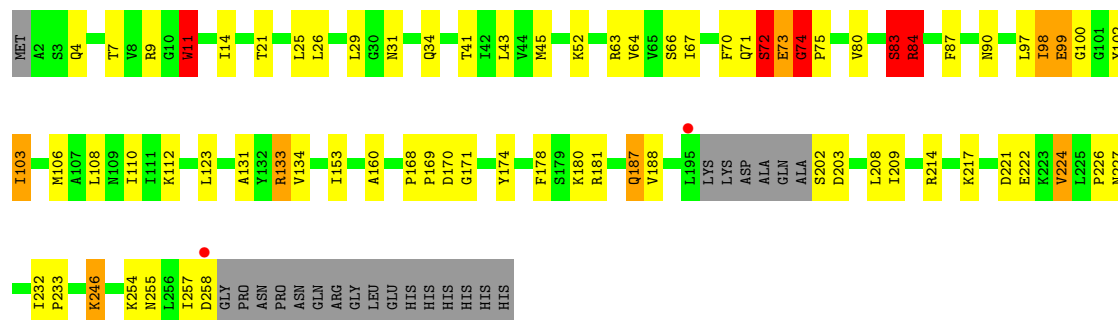 MET A2 S3 Q4 T7 V8 R9 G10 W11 I14 T21 L25 L26 L29 G30 N31 Q34 T41 I42 L43 V44 M45 K52 R63 V64 V65 S66 I67 F70 Q71 S72 E73 G74 P75 V80 S83 R84 F87 N90 L97 I98 E99 G100 G101 Y102
I103 M106 A107 L108 N109 I110 I111 K112 L123 A131 Y132 R133 V134 I153 A160 P168 P169 D170 G171 Y174 F178 S179 K180 R181 Q187 V188 L195 LYS LYS ASP ALA GLN ALA S202 D203 L208 I209 R214 K217 D221 E222 K223 V224 L225 P226 N227
I232 P233 K246 K254 N255 L256 I257 D258 GLY PRO ASN PRO ASN GLN ARG GLY LEU GLU HIS HIS HIS HIS HIS HIS